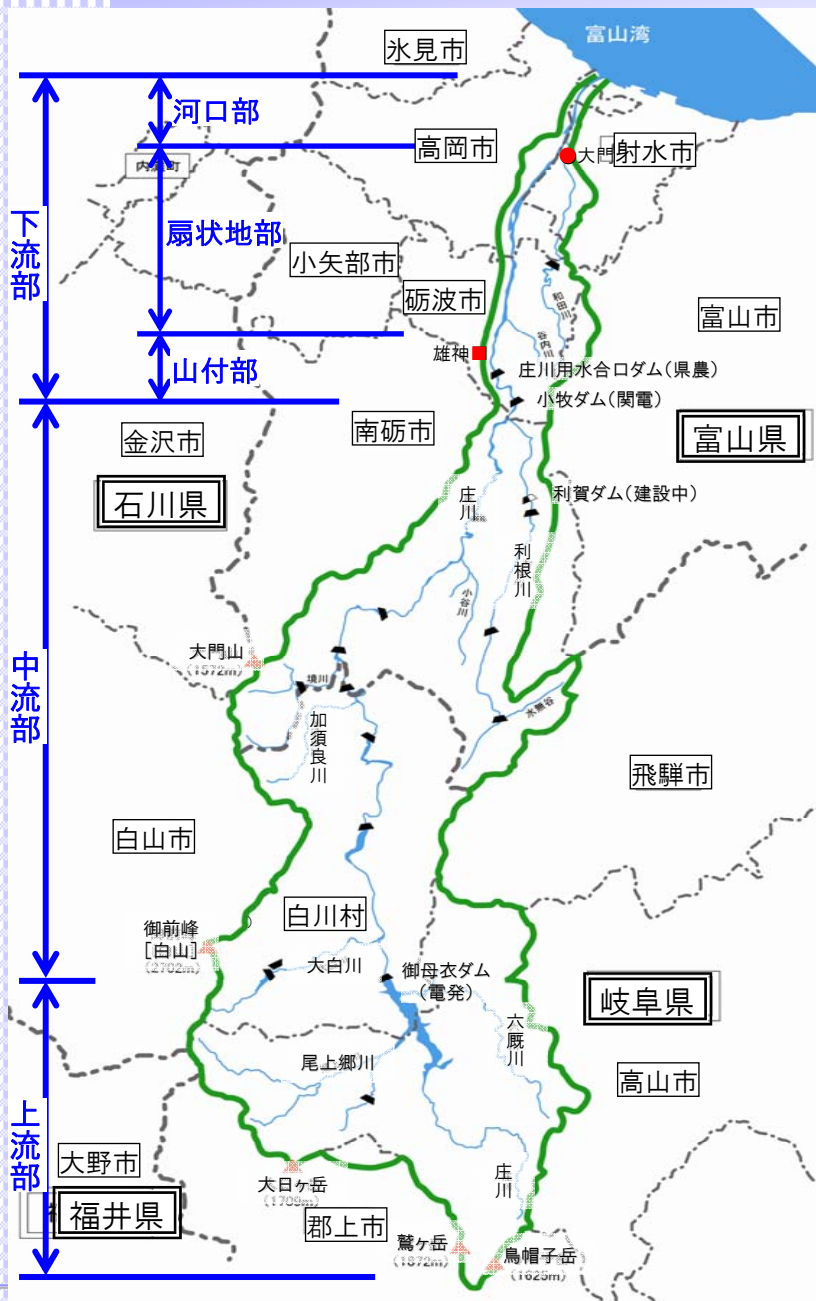 富山湾
氷見市
河口部
高岡市
大門
射水市
内灘町
扇状地部
下流部
小矢部市
砺波市
和田川
富山市
谷内川
雄神
庄川用水合口ダム(県農)
山付部
小牧ダム(関電)
南砺市
金沢市
富山県
石川県
庄川
利賀ダム(建設中)
利根川
小谷川
大門山
(1572m)
境川
中流部
水無谷
加須良川
飛騨市
白山市
白川村
御前峰
[白山]
(2702m)
大白川
御母衣ダム
(電発)
岐阜県
六厩川
尾上郷川
高山市
上流部
大野市
庄川
大日ヶ岳
(1709m)
福井県
郡上市
鷲ヶ岳
(1672m)
烏帽子岳
(1625m)